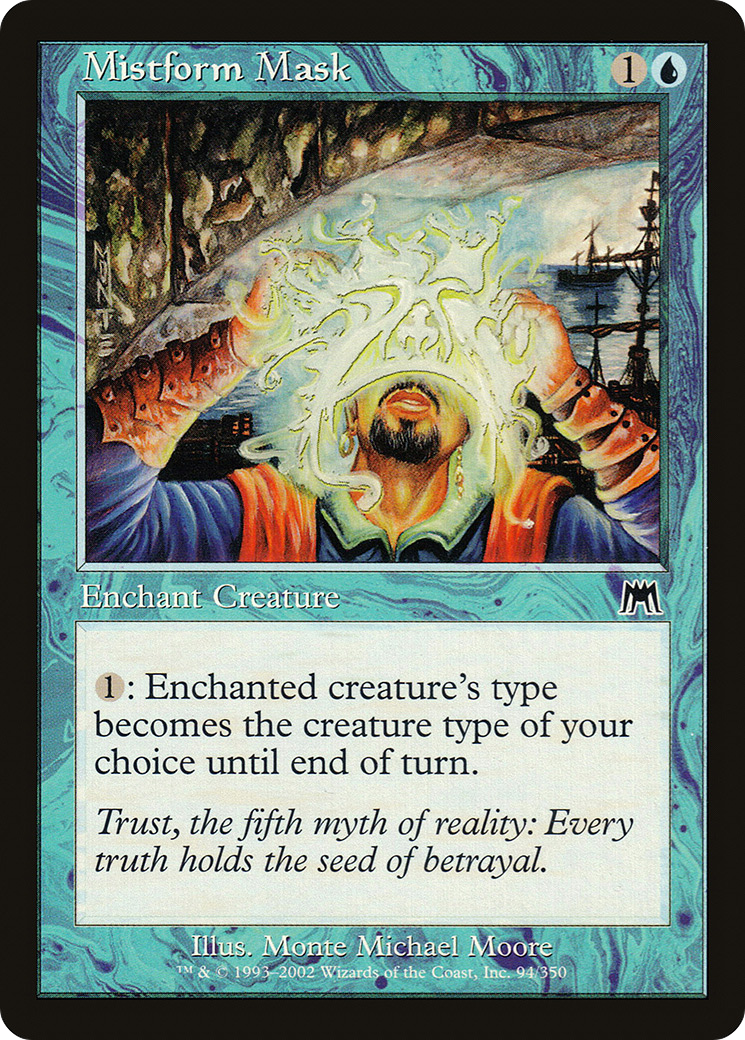 Mistform Mask 1
MONTE
Enchant Creature
1: Enchanted creature's type
becomes the creature type of your
choice until end of turn.
Trust, the fifth myth of reality: Every
truth holds the seed of betrayal.
Illus. Monte Michael Moore
™ & © 1993–2002 Wizards of the Coast, Inc. 94/350